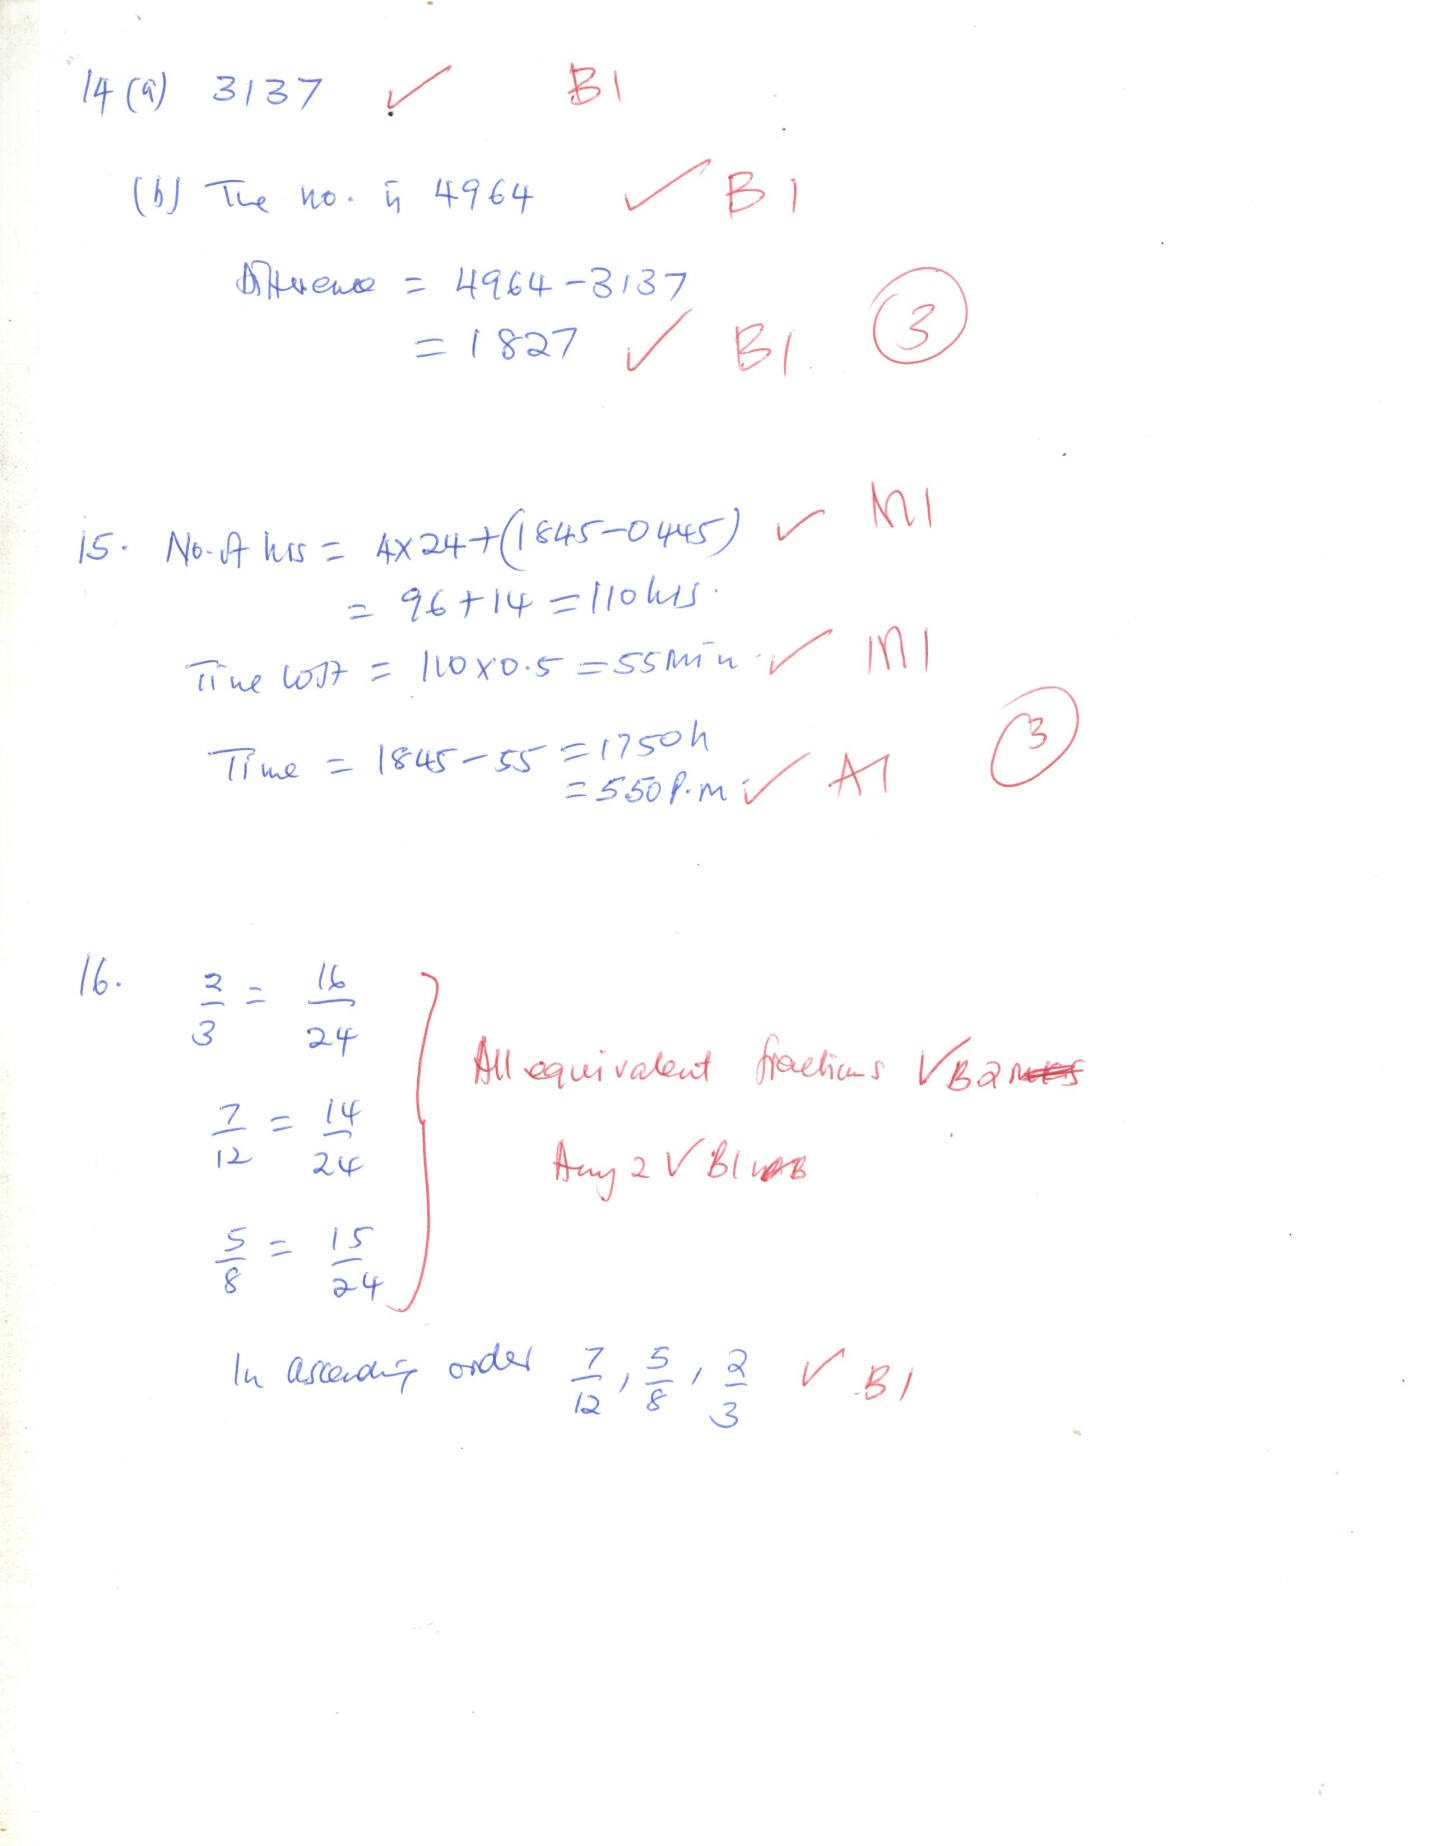 14 (a) 3137 ✓ B1
(b) The no. is 4964 ✓ B1
Difference = 4964 - 3137
= 1827 ✓ B1. 3
15. No. of hrs = 4x24+(1845-0445) ✓ M1
= 96 + 14 = 110 hrs.
Time lost = 110x0.5 = 55 min ✓ M1
Time = 1845 - 55 = 1750h
= 550 P.m ✓ A1 3
16. 2/3 = 16/24
All equivalent fractions ✓ B2
7/12 = 14/24
Any 2 ✓ B1
5/8 = 15/24
In ascending order 7/12, 5/8, 2/3 ✓ B1